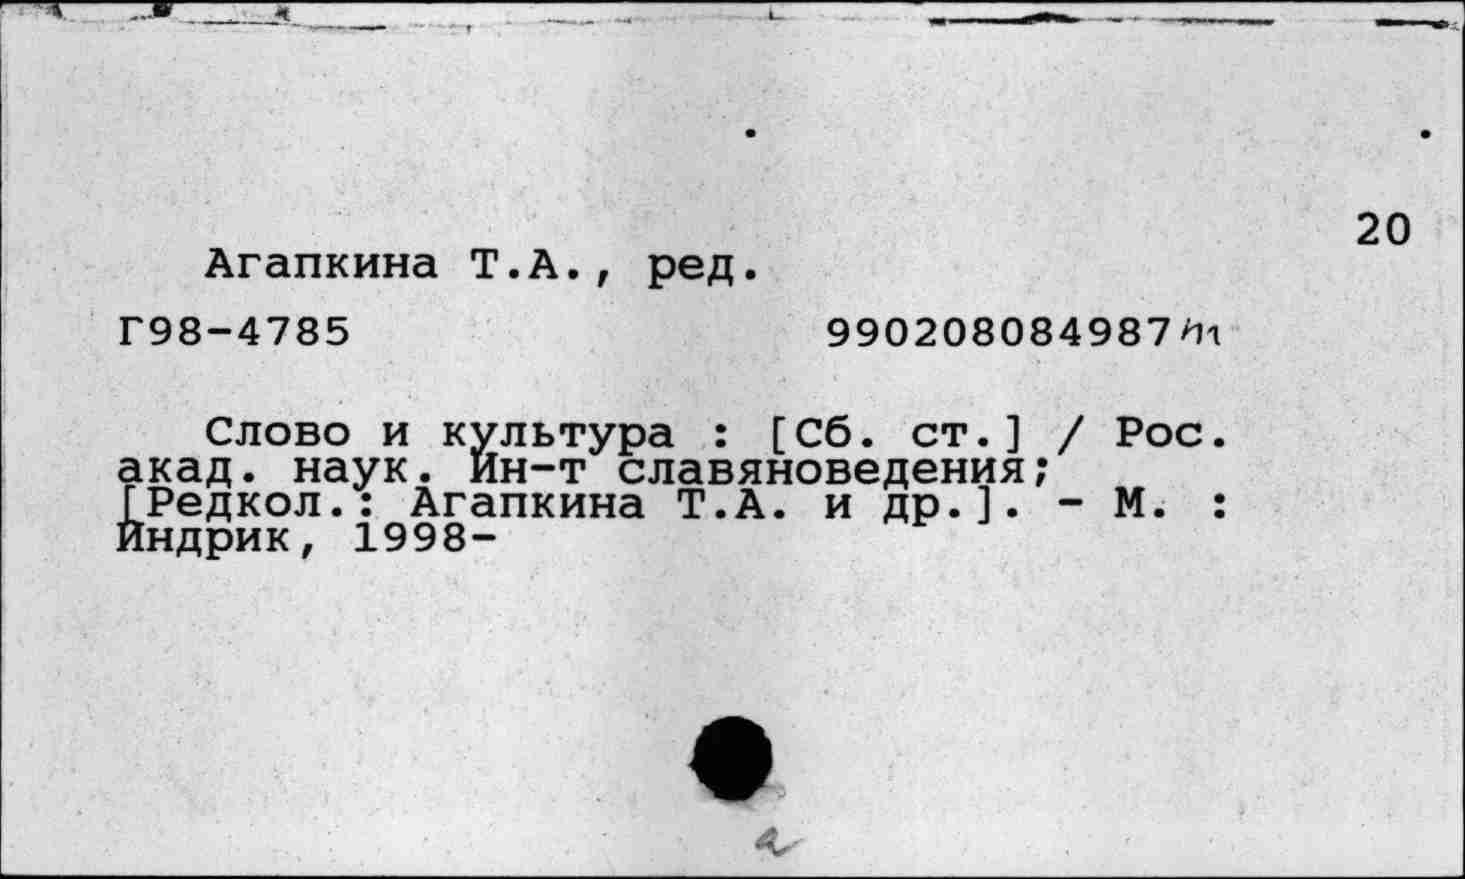 20
Агапкина Т.А., ред.
Г98-4785 990208084987
Слово и культура : [Сб. ст.] / Рос.
акад. наук. Ин-т славяноведения;
[Редкол.: Агапкина Т.А. и др.]. - М. :
Индрик, 1998-
а